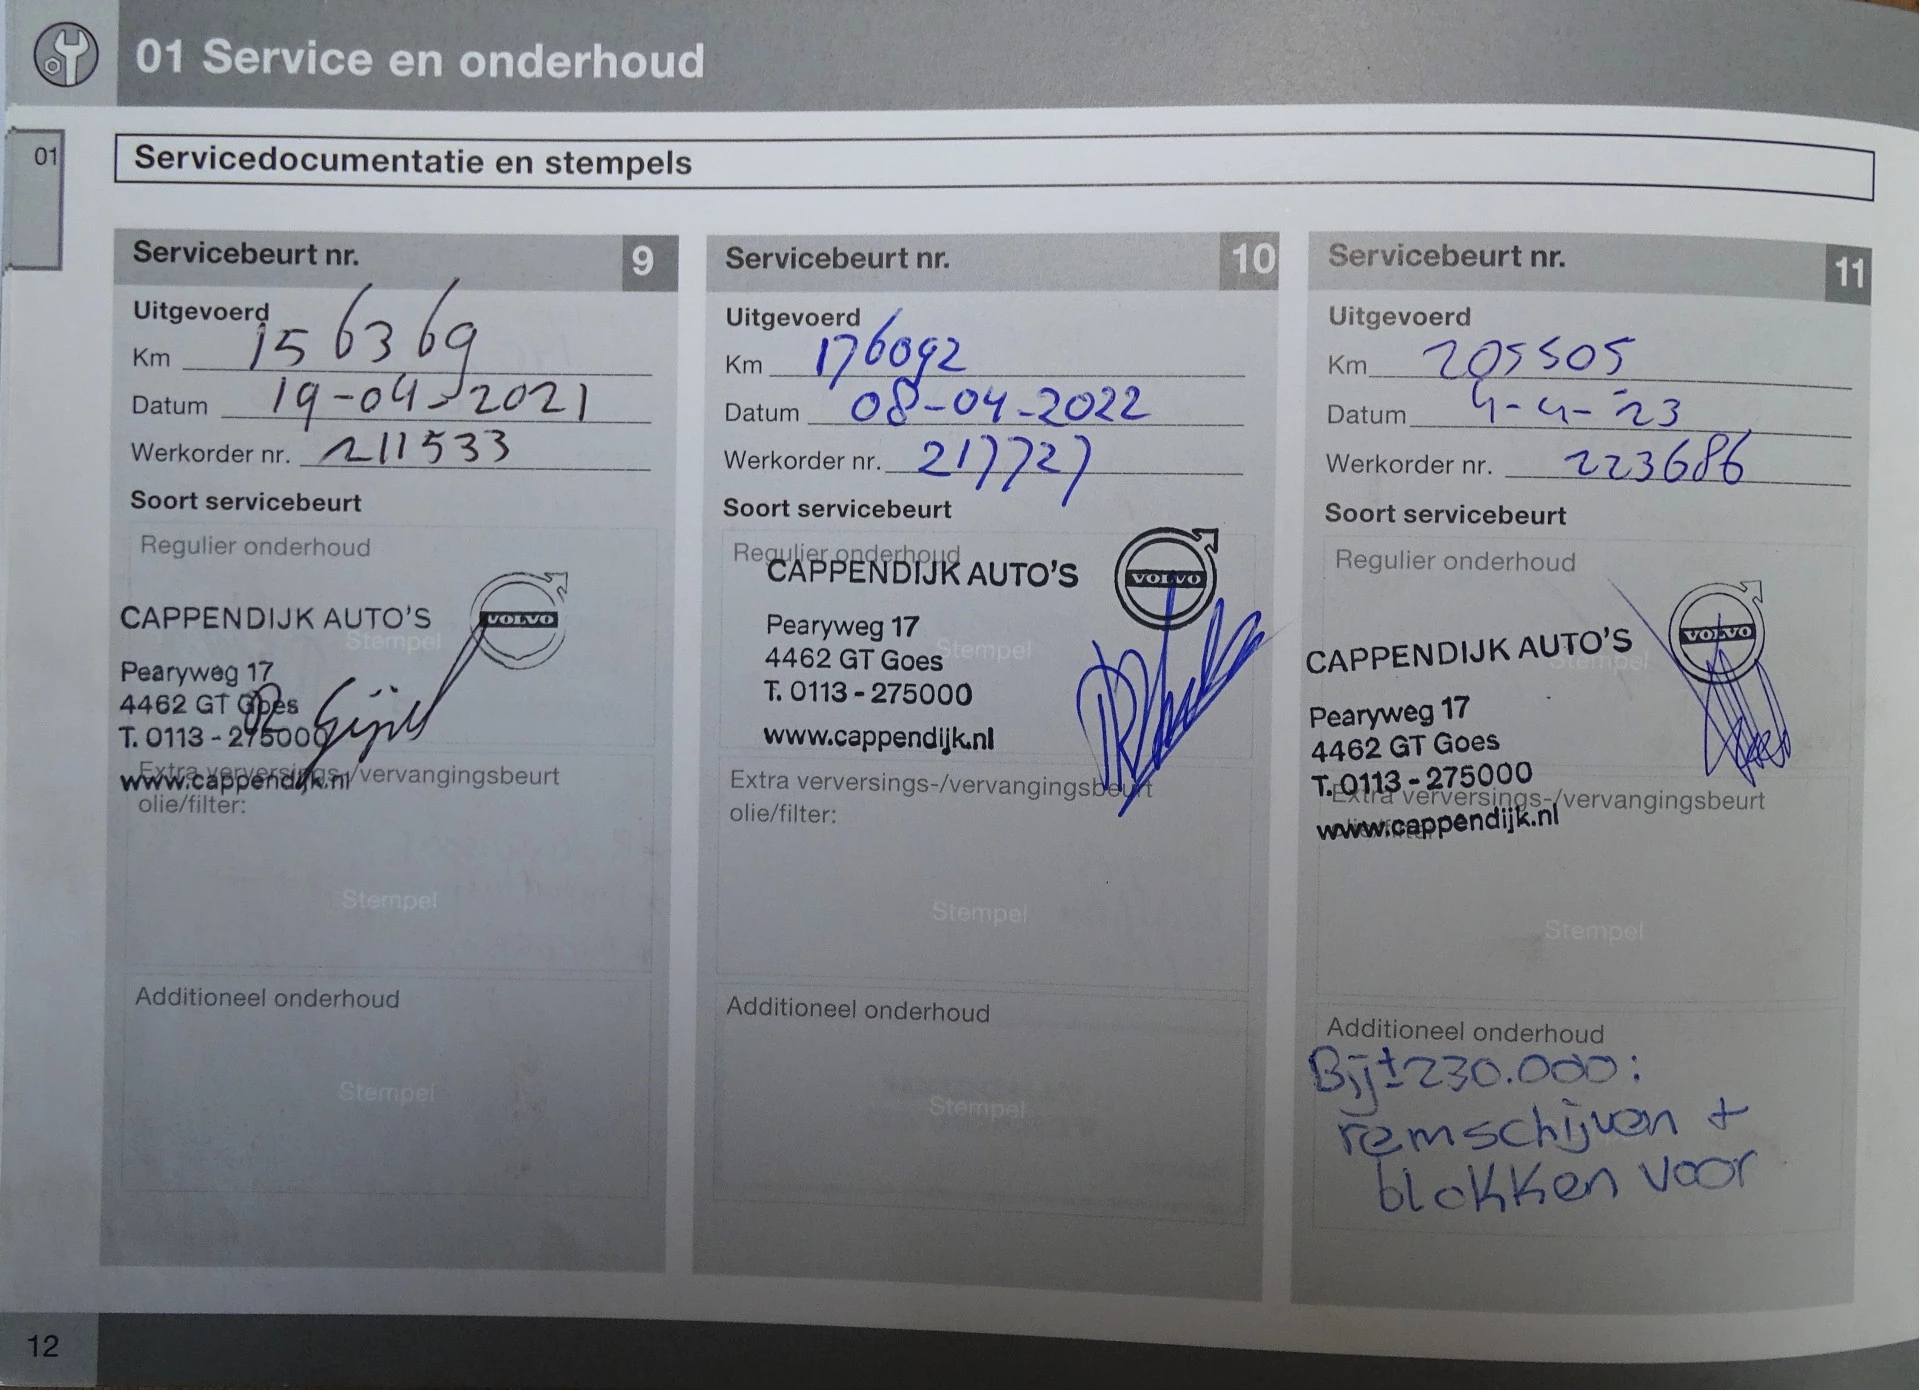 01 Service en onderhoud
01
Servicedocumentatie en stempels
Servicebeurt nr. 9
Uitgevoerd
Km 156369
Datum 19-04-2021
Werkorder nr. 211533
Soort servicebeurt
Regulier onderhoud
CAPPENDIJK AUTO'S
VOLVO
Stempel
Pearyweg 17
4462 GT Goes
T. 0113 - 275000
www.cappendijk.nl
Extra verversings-/vervangingsbeurt
olie/filter:
Stempel
Additioneel onderhoud
Stempel
Servicebeurt nr. 10
Uitgevoerd
Km 176092
Datum 08-04-2022
Werkorder nr. 217727
Soort servicebeurt
Regulier onderhoud
CAPPENDIJK AUTO'S
VOLVO
Pearyweg 17
Stempel
4462 GT Goes
T. 0113 - 275000
www.cappendijk.nl
Extra verversings-/vervangingsbeurt
olie/filter:
Stempel
Additioneel onderhoud
Stempel
Servicebeurt nr. 11
Uitgevoerd
Km 205505
Datum 4-4-'23
Werkorder nr. 223686
Soort servicebeurt
Regulier onderhoud
VOLVO
CAPPENDIJK AUTO'S
Stempel
Pearyweg 17
4462 GT Goes
T. 0113 - 275000
Extra verversings-/vervangingsbeurt
www.cappendijk.nl
Stempel
Additioneel onderhoud
Bij ± 230.000:
remschijven +
blokken voor
12